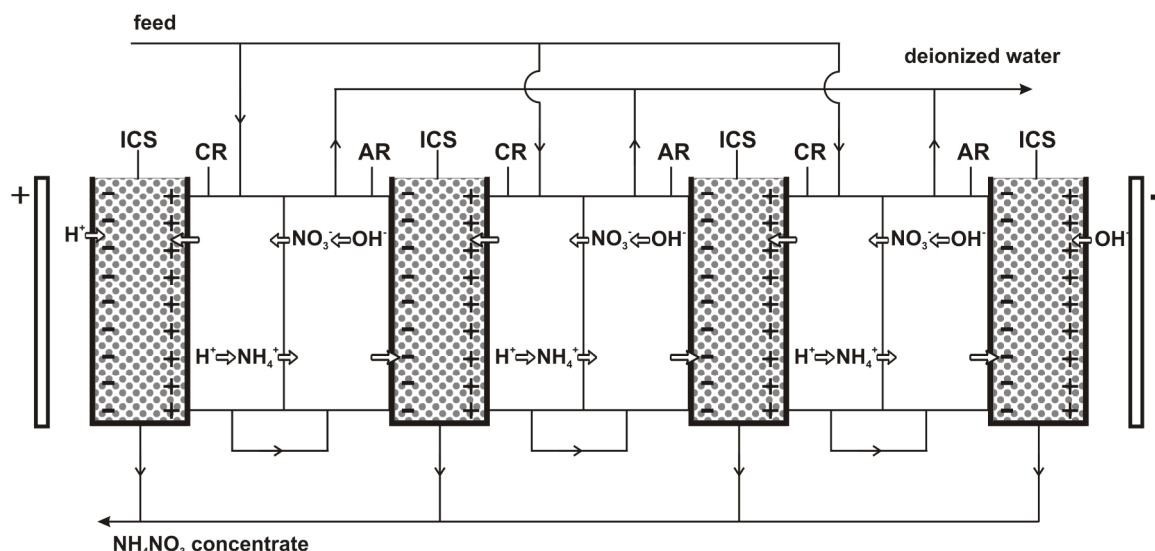 feed
deionized water
ICS ICS ICS ICS
CR AR CR AR CR AR
+ -
H⁺ NO₃⁻ OH⁻ NO₃⁻ OH⁻ NO₃⁻ OH⁻ OH⁻
H⁺ NH₄⁺ H⁺ NH₄⁺ H⁺ NH₄⁺
NH₄NO₃ concentrate